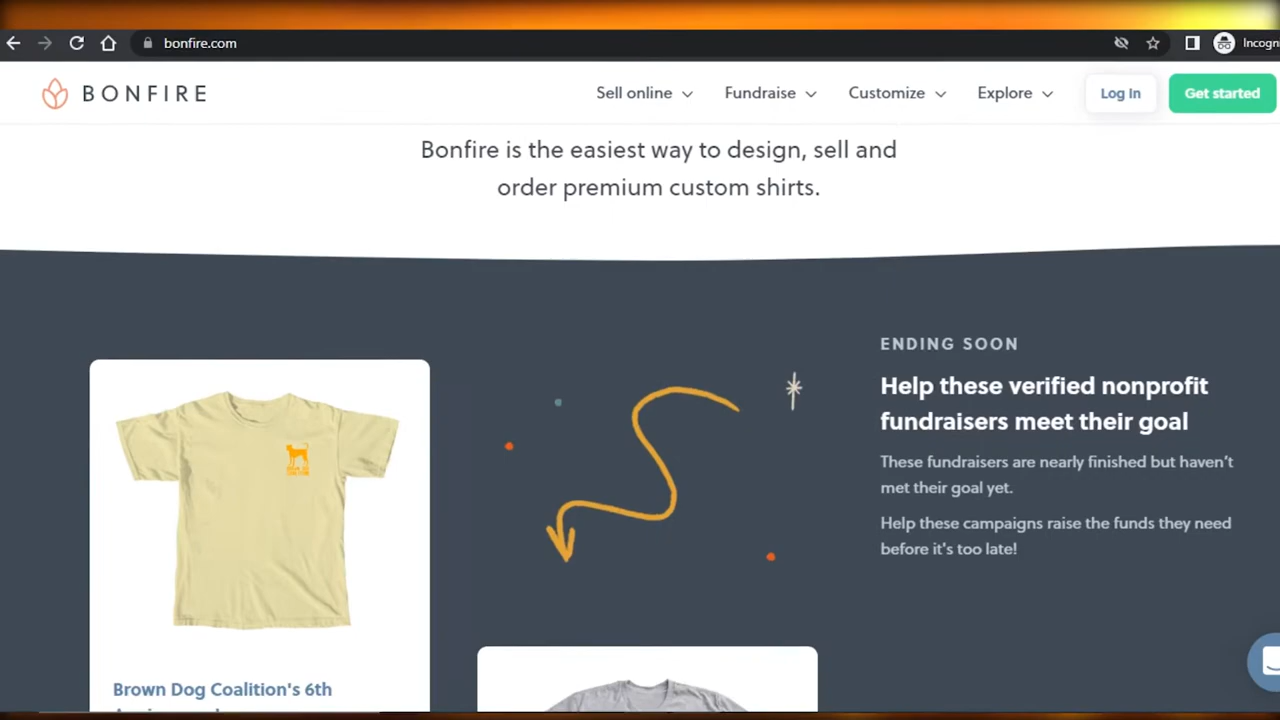 bonfire.com
Incogn
BONFIRE
Sell online
Fundraise
Customize
Explore
Log In
Get started
Bonfire is the easiest way to design, sell and
order premium custom shirts.
ENDING SOON
Help these verified nonprofit
fundraisers meet their goal
These fundraisers are nearly finished but haven't
met their goal yet.
Help these campaigns raise the funds they need
before it's too late!
Brown Dog Coalition's 6th